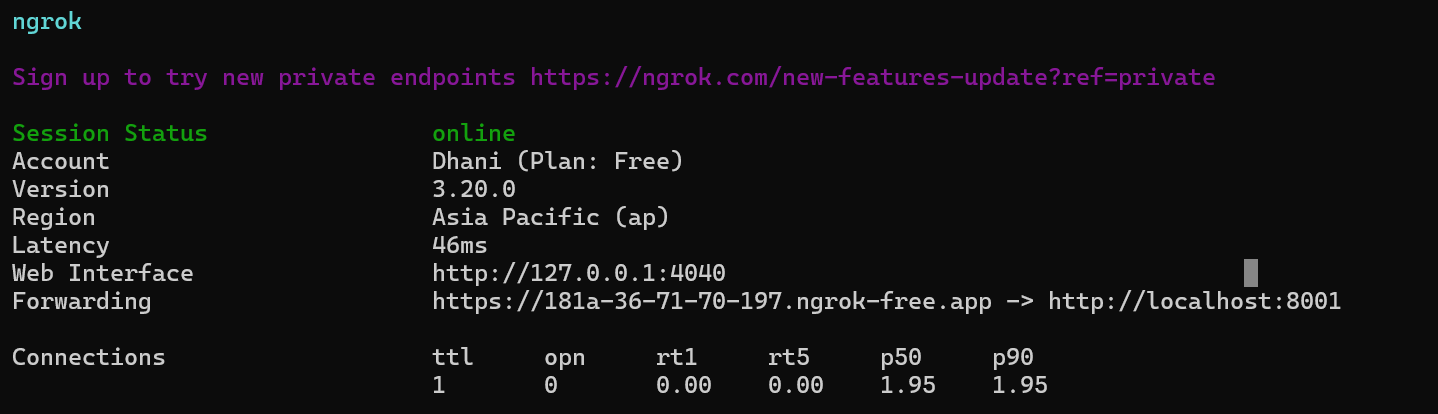 ngrok
Sign up to try new private endpoints https://ngrok.com/new-features-update?ref=private
Session Status online
Account Dhani (Plan: Free)
Version 3.20.0
Region Asia Pacific (ap)
Latency 46ms
Web Interface http://127.0.0.1:4040
Forwarding https://181a-36-71-70-197.ngrok-free.app -> http://localhost:8001
Connections ttl opn rt1 rt5 p50 p90
1 0 0.00 0.00 1.95 1.95